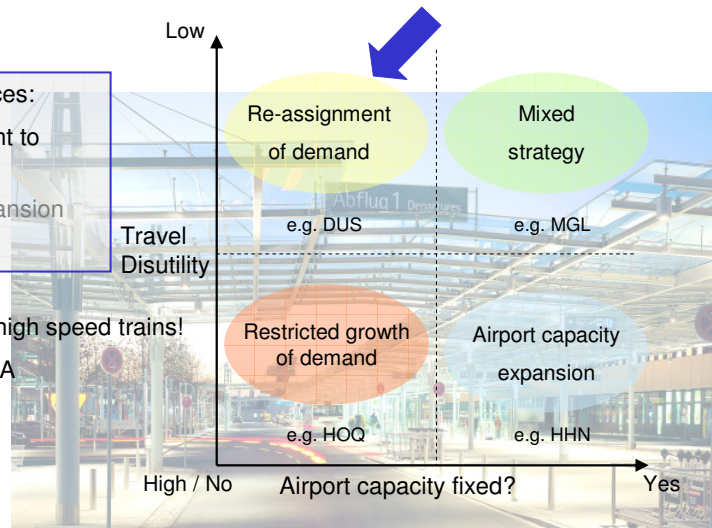 Low
ces:
nt to
ansion
high speed trains!
A
Travel
Disutility
Re-assignment
of demand
e.g. DUS
Mixed
strategy
e.g. MGL
Abflug 1 Departures
Restricted growth
of demand
e.g. HOQ
Airport capacity
expansion
e.g. HHN
High / No
Airport capacity fixed?
Yes